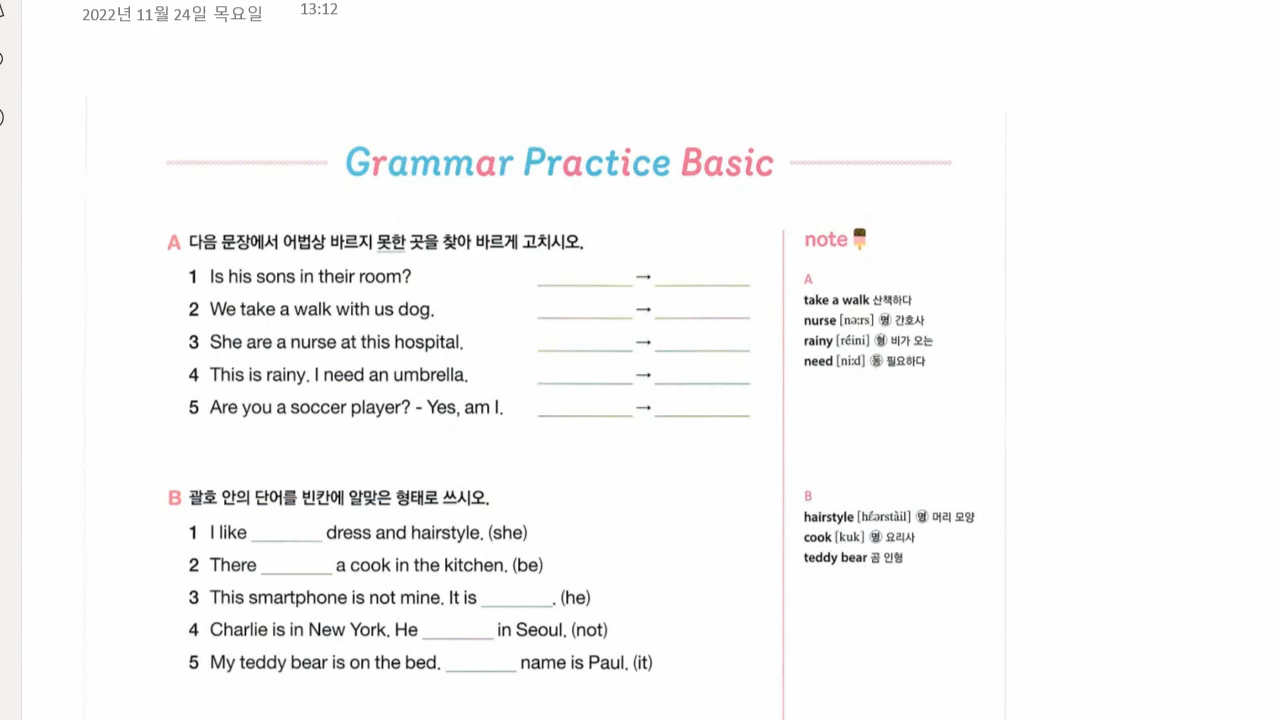 2022년 11월 24일 목요일 13:12
Grammar Practice Basic
A 다음 문장에서 어법상 바르지 못한 곳을 찾아 바르게 고치시오.
1 Is his sons in their room? →
2 We take a walk with us dog. →
3 She are a nurse at this hospital. →
4 This is rainy. I need an umbrella. →
5 Are you a soccer player? - Yes, am I. →
B 괄호 안의 단어를 빈칸에 알맞은 형태로 쓰시오.
1 I like ________ dress and hairstyle. (she)
2 There ________ a cook in the kitchen. (be)
3 This smartphone is not mine. It is ________. (he)
4 Charlie is in New York. He ________ in Seoul. (not)
5 My teddy bear is on the bed. ________ name is Paul. (it)
note
A
take a walk 산책하다
nurse [nəːrs] 명 간호사
rainy [réini] 형 비가 오는
need [niːd] 동 필요하다
B
hairstyle [hɛ́ərstàil] 명 머리 모양
cook [kuk] 명 요리사
teddy bear 곰 인형